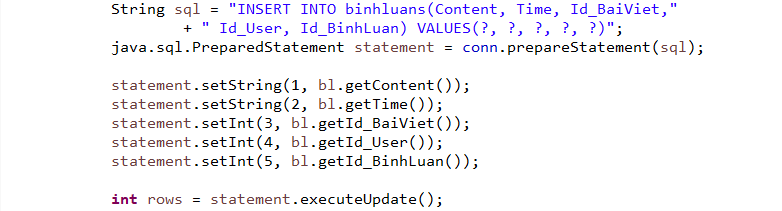 String sql = "INSERT INTO binhluans(Content, Time, Id_BaiViet,"
+ " Id_User, Id_BinhLuan) VALUES(?, ?, ?, ?, ?)";
java.sql.PreparedStatement statement = conn.prepareStatement(sql);
statement.setString(1, bl.getContent());
statement.setString(2, bl.getTime());
statement.setInt(3, bl.getId_BaiViet());
statement.setInt(4, bl.getId_User());
statement.setInt(5, bl.getId_BinhLuan());
int rows = statement.executeUpdate();